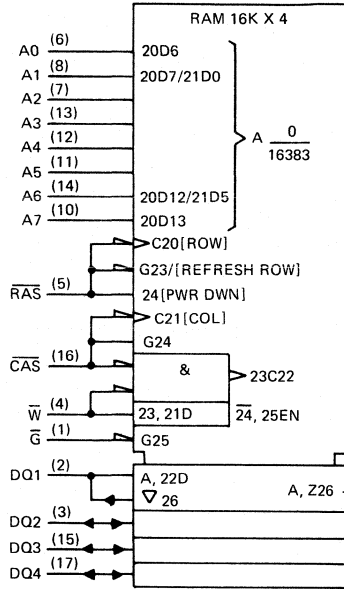 RAM 16K X 4
A0 (6) 20D6
A1 (8) 20D7/21D0
A2 (7)
A3 (13)
A 0/16383
A4 (12)
A5 (11)
A6 (14) 20D12/21D5
A7 (10) 20D13
C20[ROW]
G23/[REFRESH ROW]
RAS (5) 24[PWR DWN]
C21[COL]
G24
CAS (16) & 23C22
W (4) 23, 21D 24, 25EN
G (1) G25
DQ1 (2) A, 22D
26 A, Z26
DQ2 (3)
DQ3 (15)
DQ4 (17)